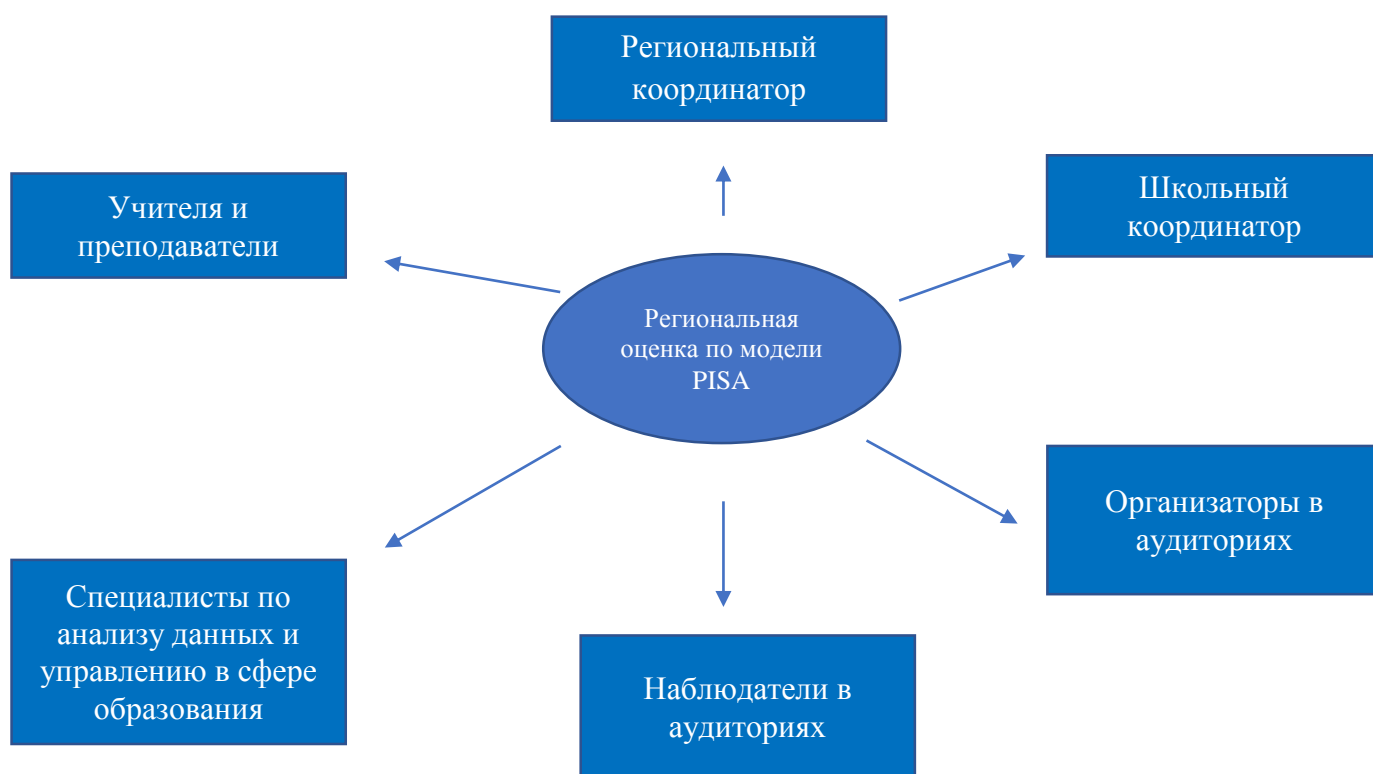 Региональный
координатор
Учителя и
преподаватели
Школьный
координатор
Региональная
оценка по модели
PISA
Организаторы в
аудиториях
Специалисты по
анализу данных и
управлению в сфере
образования
Наблюдатели в
аудиториях